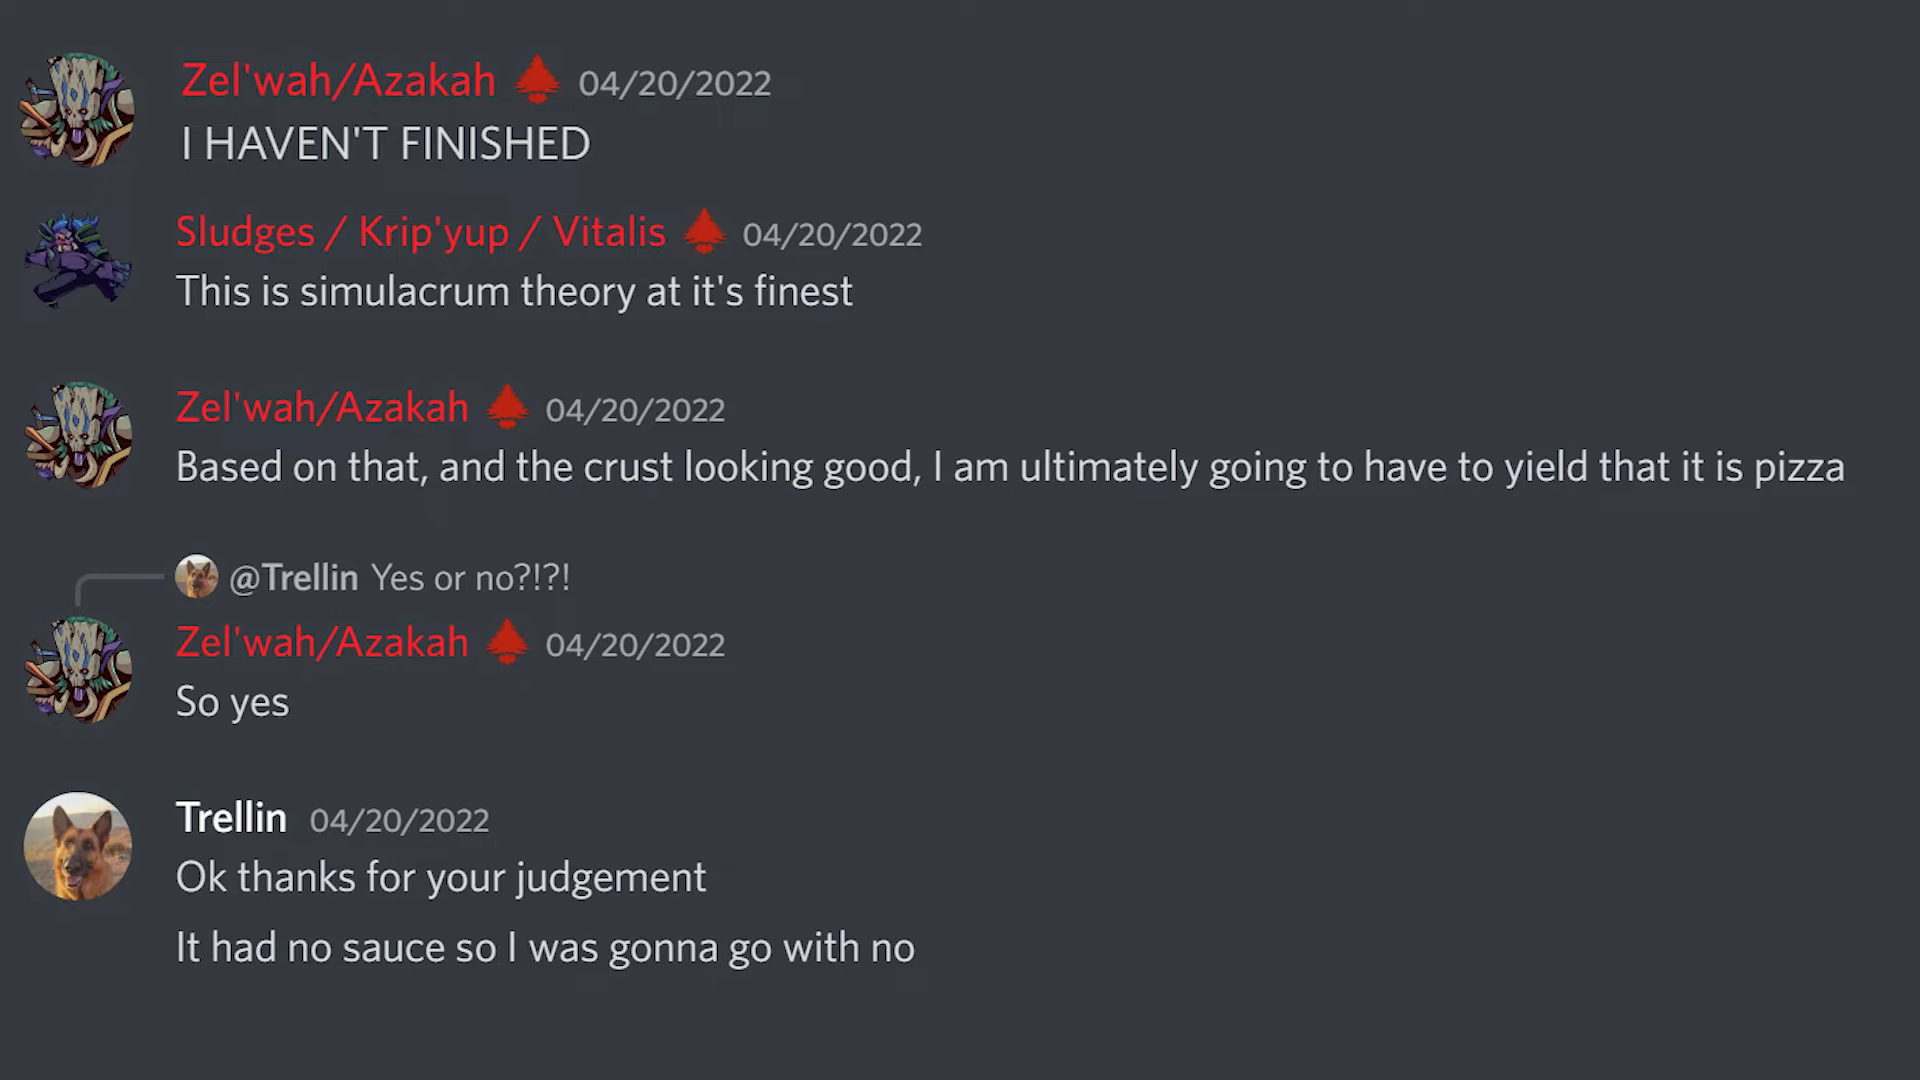 Zel'wah/Azakah 04/20/2022
I HAVEN'T FINISHED
Sludges / Krip'yup / Vitalis 04/20/2022
This is simulacrum theory at it's finest
Zel'wah/Azakah 04/20/2022
Based on that, and the crust looking good, I am ultimately going to have to yield that it is pizza
@Trellin Yes or no?!?!
Zel'wah/Azakah 04/20/2022
So yes
Trellin 04/20/2022
Ok thanks for your judgement
It had no sauce so I was gonna go with no